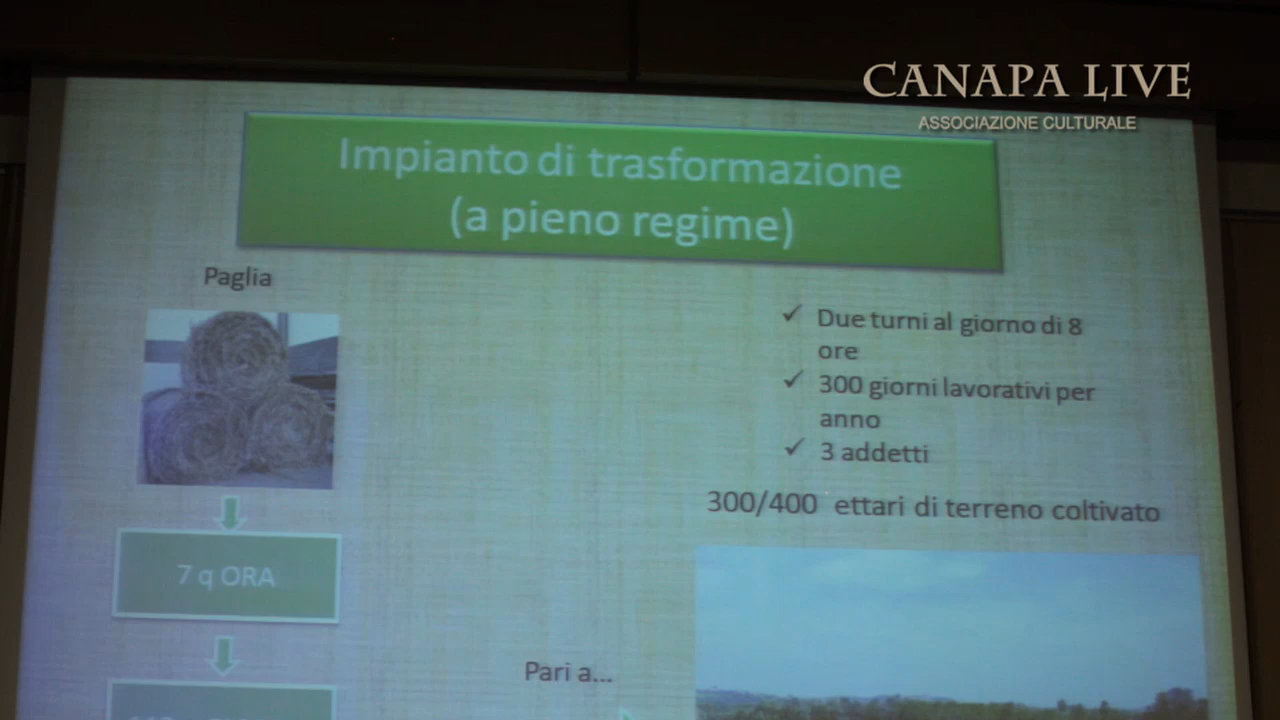 CANAPA LIVE
ASSOCIAZIONE CULTURALE
Impianto di trasformazione
(a pieno regime)
Paglia
✓ Due turni al giorno di 8
ore
✓ 300 giorni lavorativi per
anno
✓ 3 addetti
300/400 ettari di terreno coltivato
7 q ORA
Pari a...